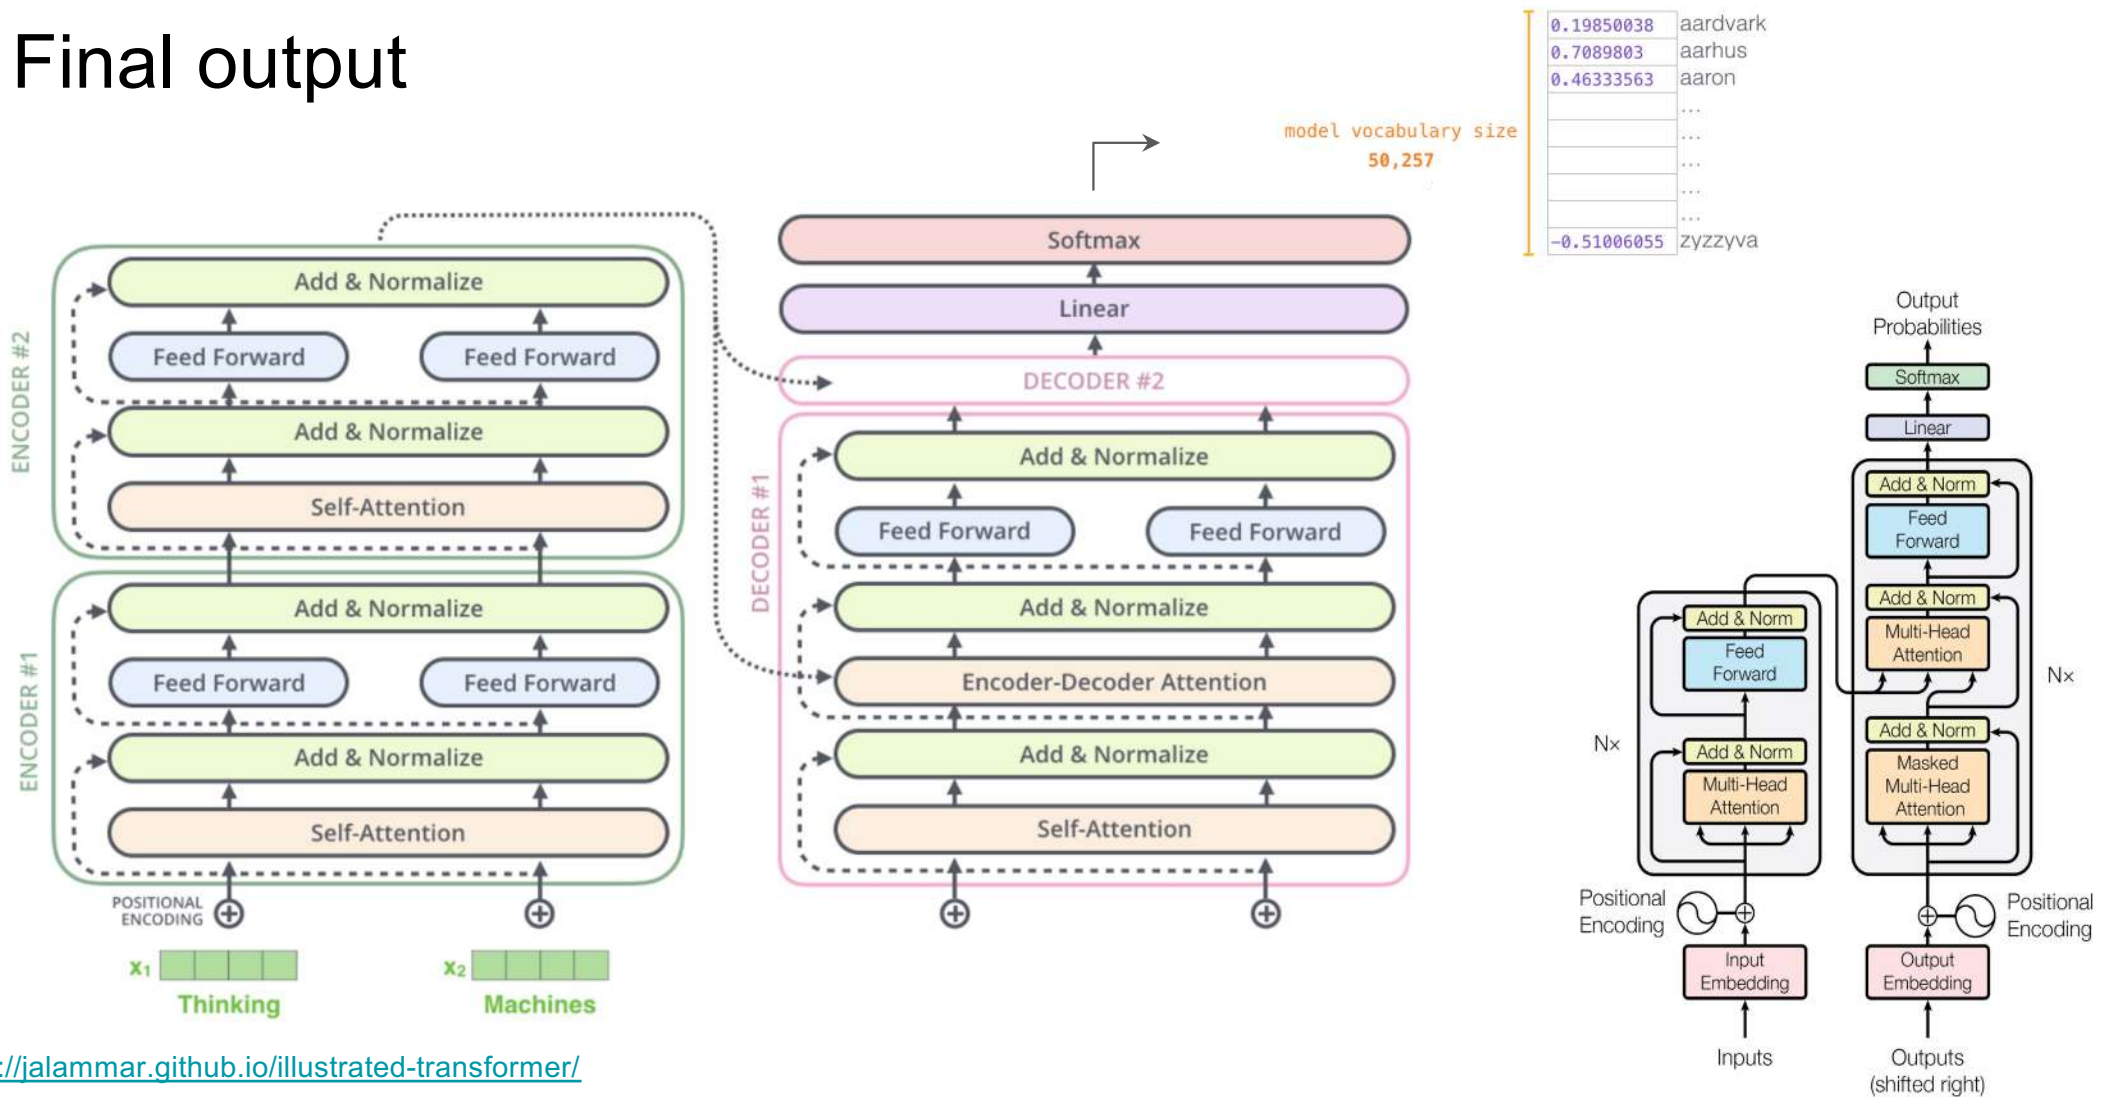 Final output
0.19850038 aardvark
0.7089803 aarhus
0.46333563 aaron
...
...
...
...
...
-0.51006055 zyzzyva
model vocabulary size
50,257
ENCODER #2
Add & Normalize
Feed Forward Feed Forward
Add & Normalize
Self-Attention
ENCODER #1
Add & Normalize
Feed Forward Feed Forward
Add & Normalize
Self-Attention
POSITIONAL
ENCODING
x1 x2
Thinking Machines
Softmax
Linear
DECODER #2
DECODER #1
Add & Normalize
Feed Forward Feed Forward
Add & Normalize
Encoder-Decoder Attention
Add & Normalize
Self-Attention
Output
Probabilities
Softmax
Linear
Add & Norm
Feed
Forward
Add & Norm
Multi-Head
Attention
Nx
Add & Norm
Masked
Multi-Head
Attention
Positional
Encoding
Output
Embedding
Outputs
(shifted right)
Add & Norm
Feed
Forward
Nx
Add & Norm
Multi-Head
Attention
Positional
Encoding
Input
Embedding
Inputs
://jalammar.github.io/illustrated-transformer/